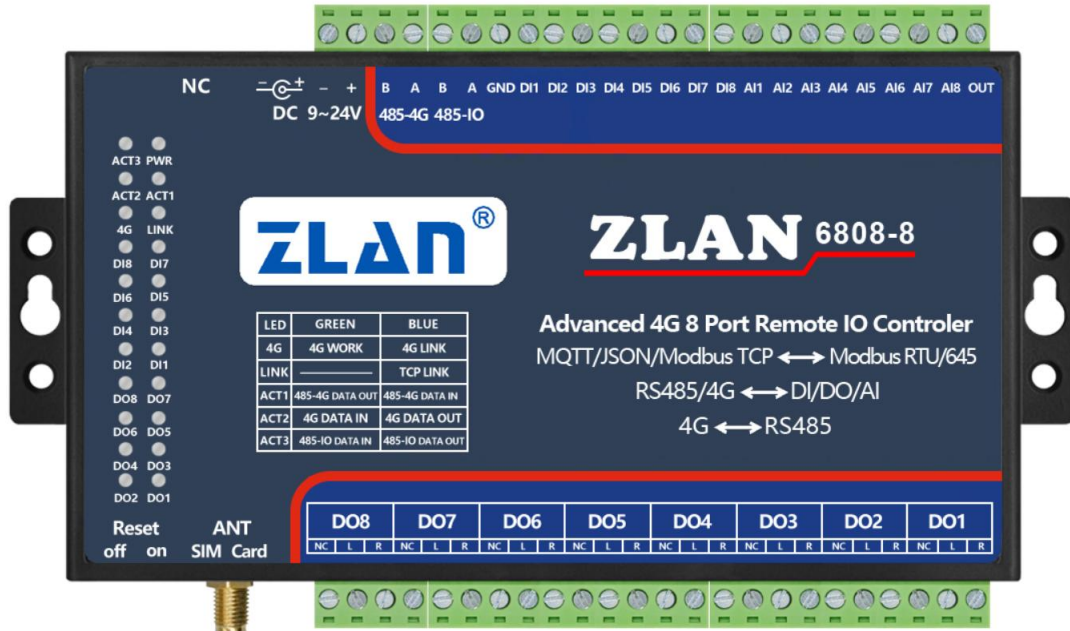 NC
− + − +
DC 9~24V
B A B A GND DI1 DI2 DI3 DI4 DI5 DI6 DI7 DI8 AI1 AI2 AI3 AI4 AI5 AI6 AI7 AI8 OUT
485-4G 485-IO
ACT3 PWR
ACT2 ACT1
4G LINK
DI8 DI7
DI6 DI5
DI4 DI3
DI2 DI1
DO8 DO7
DO6 DO5
DO4 DO3
DO2 DO1
Reset
off on
ANT
SIM Card
ZLAN®
LED GREEN BLUE
4G 4G WORK 4G LINK
LINK ——— TCP LINK
ACT1 485-4G DATA OUT 485-4G DATA IN
ACT2 4G DATA IN 4G DATA OUT
ACT3 485-IO DATA IN 485-IO DATA OUT
ZLAN 6808-8
Advanced 4G 8 Port Remote IO Controler
MQTT/JSON/Modbus TCP ⟷ Modbus RTU/645
RS485/4G ⟷ DI/DO/AI
4G ⟷ RS485
DO8 DO7 DO6 DO5 DO4 DO3 DO2 DO1
NC L R NC L R NC L R NC L R NC L R NC L R NC L R NC L R